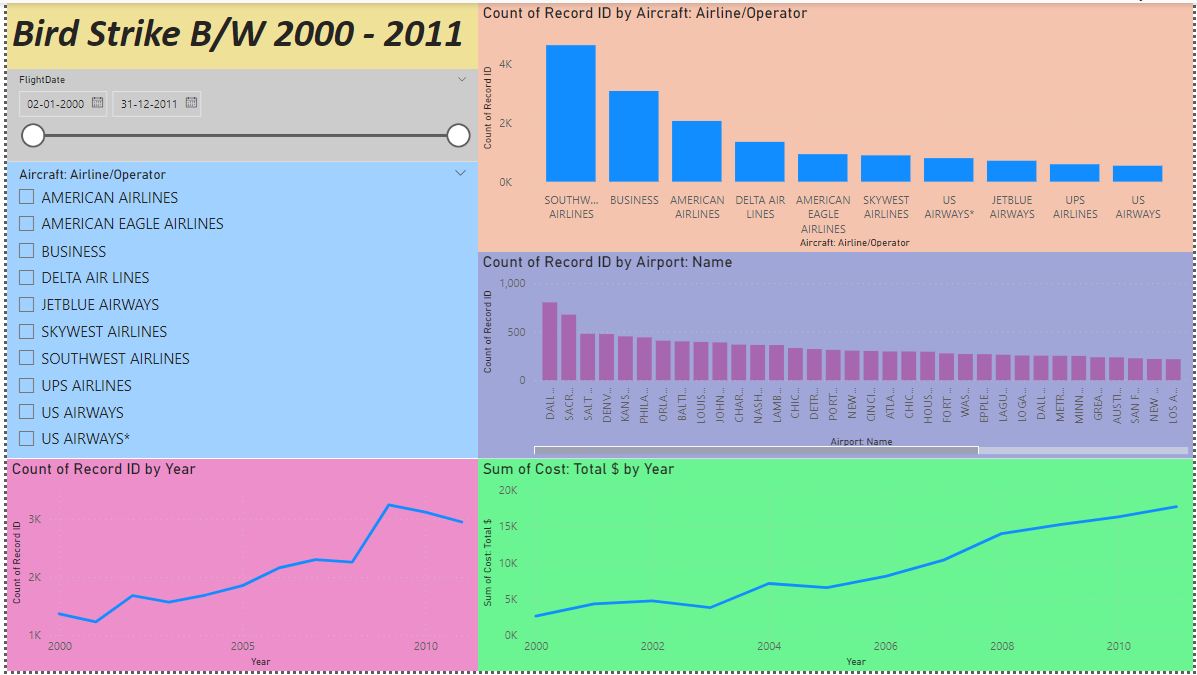 Bird Strike B/W 2000 - 2011
FlightDate
02-01-2000
31-12-2011
Aircraft: Airline/Operator
AMERICAN AIRLINES
AMERICAN EAGLE AIRLINES
BUSINESS
DELTA AIR LINES
JETBLUE AIRWAYS
SKYWEST AIRLINES
SOUTHWEST AIRLINES
UPS AIRLINES
US AIRWAYS
US AIRWAYS*
Count of Record ID by Aircraft: Airline/Operator
Count of Record ID
4K
2K
0K
SOUTHW...
AIRLINES
BUSINESS
AMERICAN
AIRLINES
DELTA AIR
LINES
AMERICAN
EAGLE
AIRLINES
SKYWEST
AIRLINES
US
AIRWAYS*
JETBLUE
AIRWAYS
UPS
AIRLINES
US
AIRWAYS
Aircraft: Airline/Operator
Count of Record ID by Airport: Name
Count of Record ID
1,000
500
0
DALL...
SACR...
SALT ...
DENV...
KANS...
PHILA...
ORLA...
BALTI...
LOUIS...
JOHN...
CHAR...
NASH...
LAMB...
CHIC...
DETR...
PORT...
NEW...
CINCI...
ATLA...
CHIC...
HOUS...
FORT ...
WAS...
EPPLE...
LAGU...
LOGA...
DALL...
METR...
MINN...
GREA...
AUSTI...
SAN F...
NEW ...
LOS A...
Airport: Name
Count of Record ID by Year
Count of Record ID
3K
2K
1K
2000
2005
2010
Year
Sum of Cost: Total $ by Year
Sum of Cost: Total $
20K
15K
10K
5K
0K
2000
2002
2004
2006
2008
2010
Year